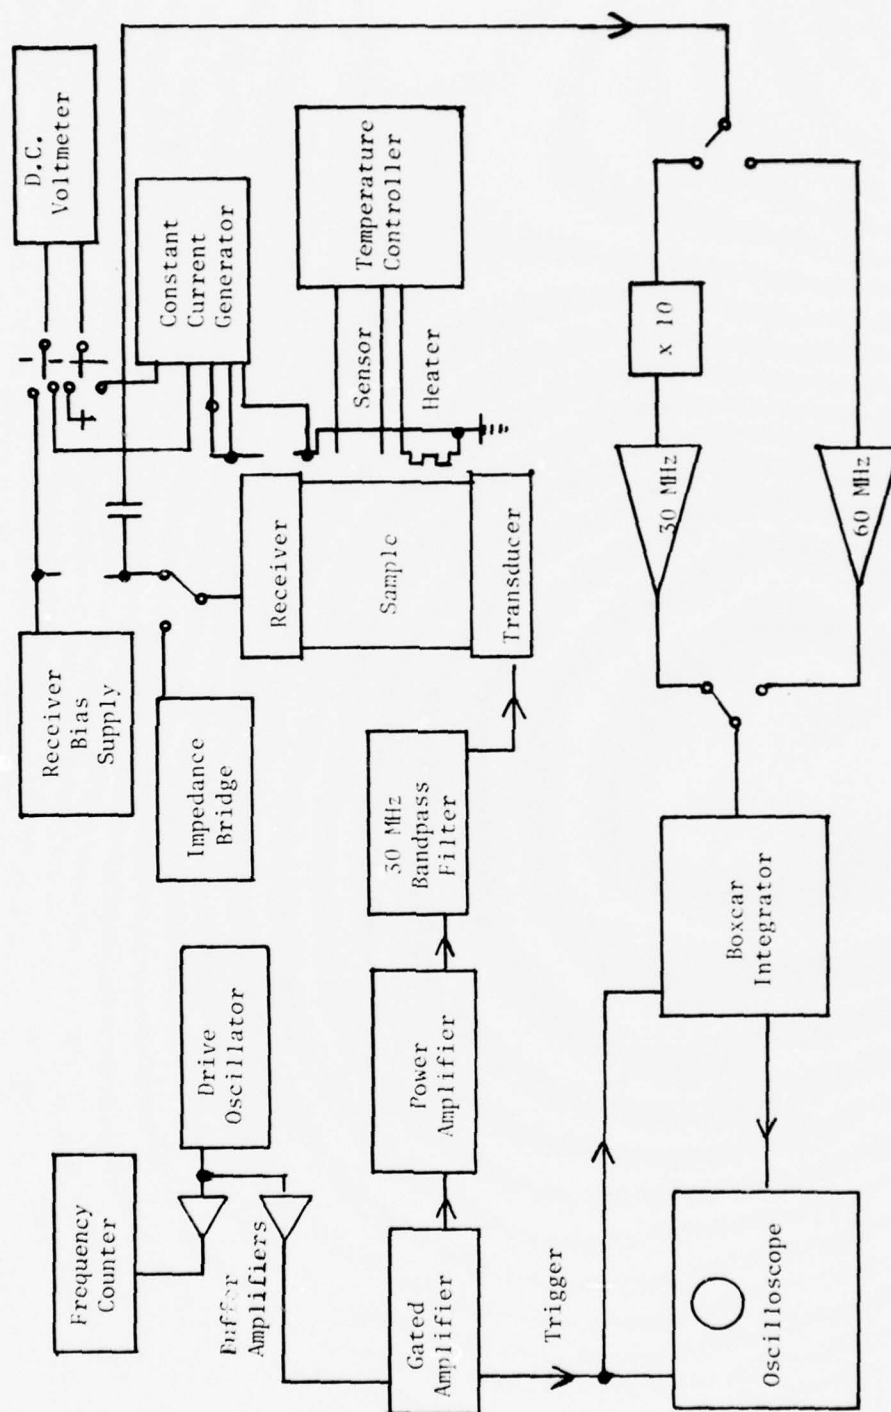 Frequency
Counter
Drive
Oscillator
Buffer
Amplifiers
Gated
Amplifier
Power
Amplifier
30 MHz
Bandpass
Filter
Trigger
Oscilloscope
Boxcar
Integrator
Receiver
Bias
Supply
Impedance
Bridge
Receiver
Sample
Transducer
D.C.
Voltmeter
Constant
Current
Generator
Temperature
Controller
Sensor
Heater
x 10
30 MHz
60 MHz